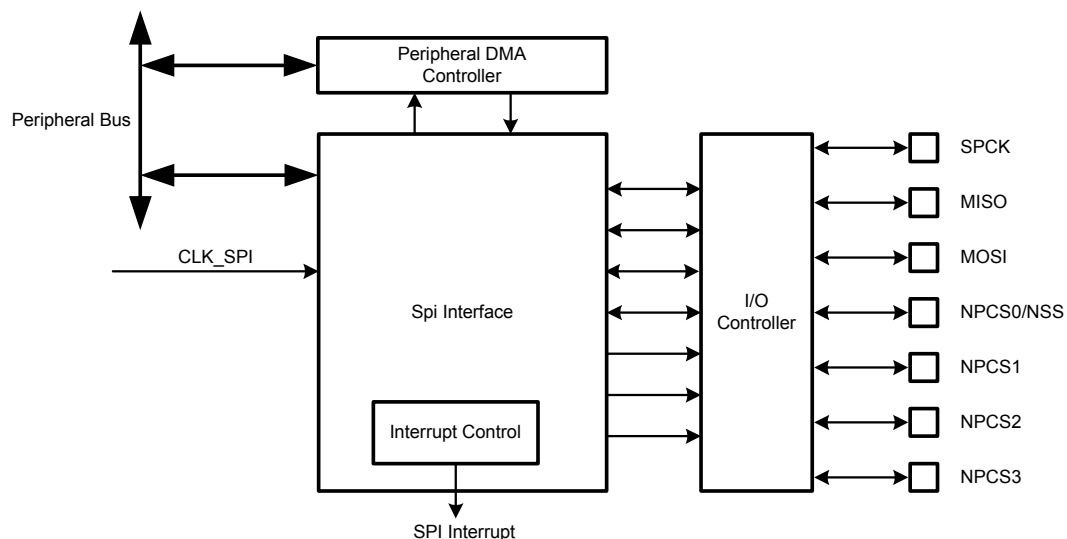 Peripheral DMA
Controller
Peripheral Bus
CLK_SPI
Spi Interface
Interrupt Control
SPI Interrupt
I/O
Controller
SPCK
MISO
MOSI
NPCS0/NSS
NPCS1
NPCS2
NPCS3